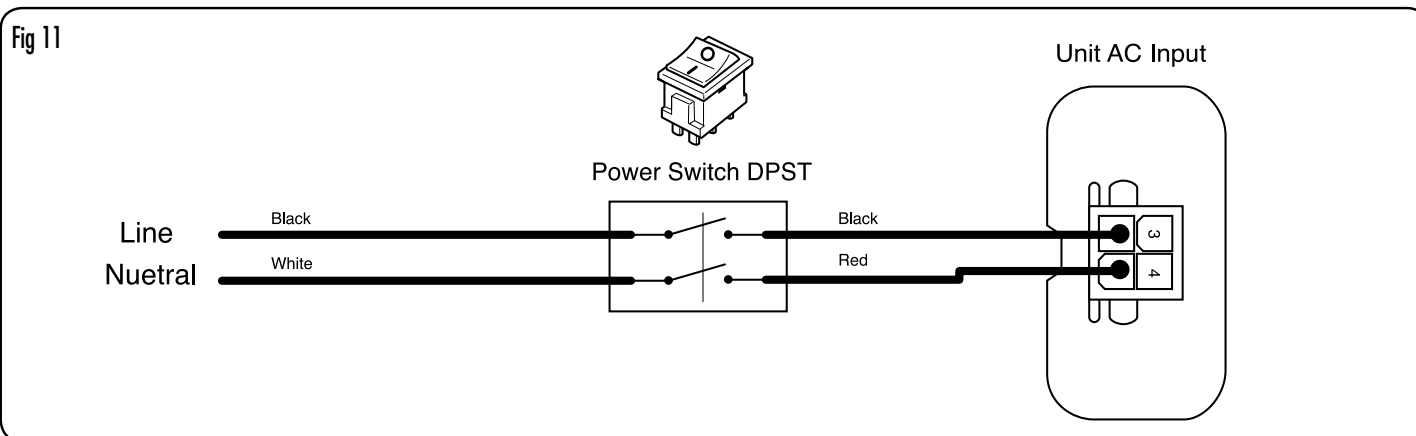 Fig 11
Unit AC Input
Power Switch DPST
Line
Black
Black
3
Nuetral
White
Red
4